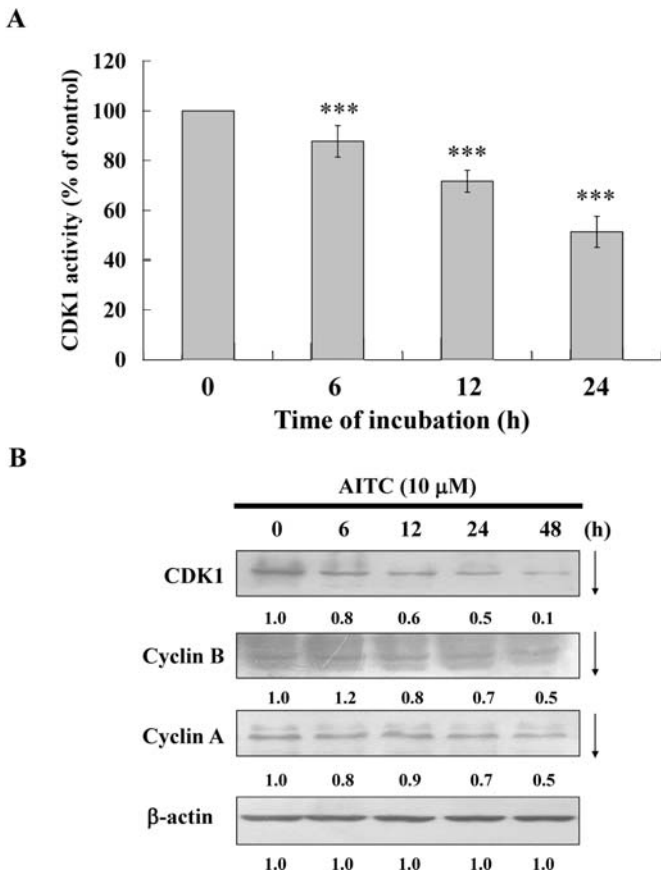 A
CDK1 activity (% of control)
120
100
80
60
40
20
0
***
***
***
0 6 12 24
Time of incubation (h)
B
AITC (10 μM)
0 6 12 24 48 (h)
CDK1
1.0 0.8 0.6 0.5 0.1
Cyclin B
1.0 1.2 0.8 0.7 0.5
Cyclin A
1.0 0.8 0.9 0.7 0.5
β-actin
1.0 1.0 1.0 1.0 1.0